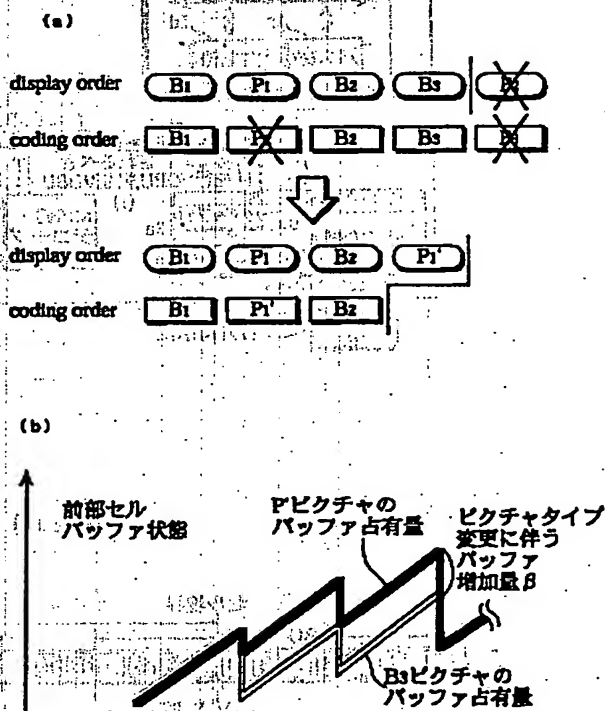 (a)
display order B1 P1 B2 B3
coding order B1 B2 B3
display order B1 P1 B2 P1'
coding order B1 P1' B2
(b)
前部セル
バッファ状態
P'ピクチャの
バッファ占有量
ピクチャタイプ
変更に伴う
バッファ
増加量β
B3ピクチャの
バッファ占有量